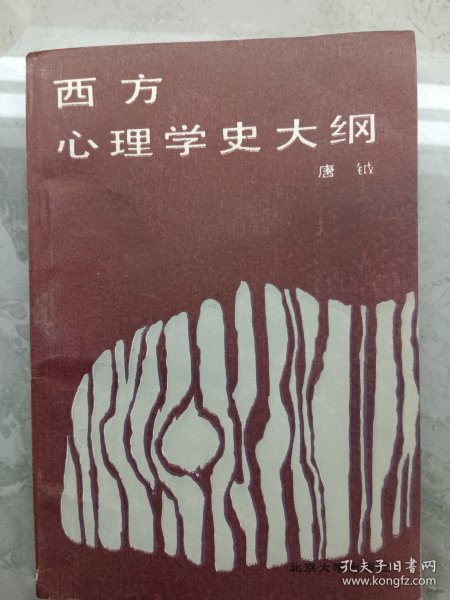 西方
心理学史大纲
唐钺
北京大学
孔夫子旧书网
www.kongfz.com